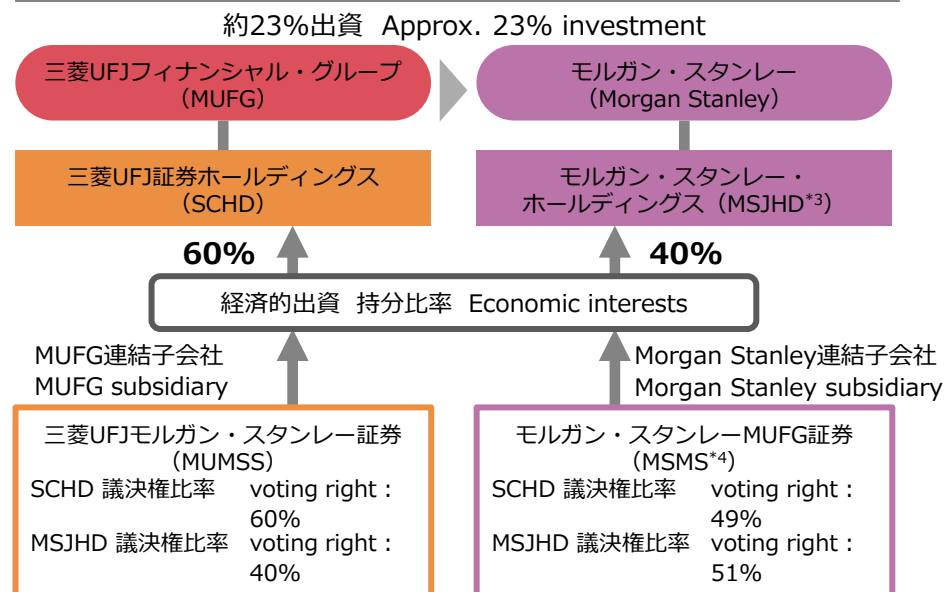 約23%出資 Approx. 23% investment
三菱UFJフィナンシャル・グループ
（MUFG）
モルガン・スタンレー
（Morgan Stanley）
三菱UFJ証券ホールディングス
（SCHD）
モルガン・スタンレー・
ホールディングス（MSJHD*3）
60%
40%
経済的出資 持分比率 Economic interests
MUFG連結子会社
MUFG subsidiary
Morgan Stanley連結子会社
Morgan Stanley subsidiary
三菱UFJモルガン・スタンレー証券
（MUMSS）
SCHD 議決権比率 voting right：
60%
MSJHD 議決権比率 voting right：
40%
モルガン・スタンレーMUFG証券
（MSMS*4）
SCHD 議決権比率 voting right：
49%
MSJHD 議決権比率 voting right：
51%